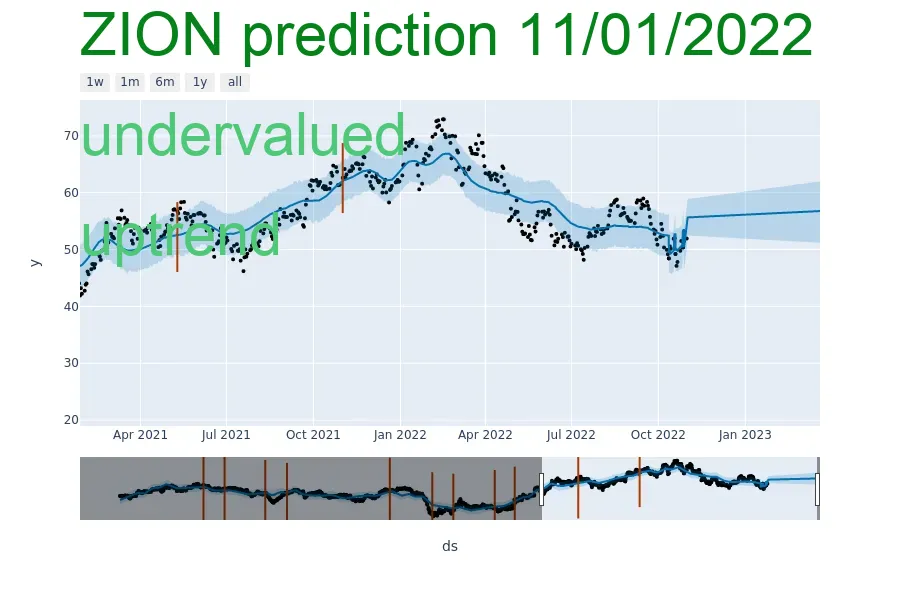 ZION prediction 11/01/2022
1w 1m 6m 1y all
undervalued
uptrend
70
60
50
40
30
20
y
Apr 2021 Jul 2021 Oct 2021 Jan 2022 Apr 2022 Jul 2022 Oct 2022 Jan 2023
ds